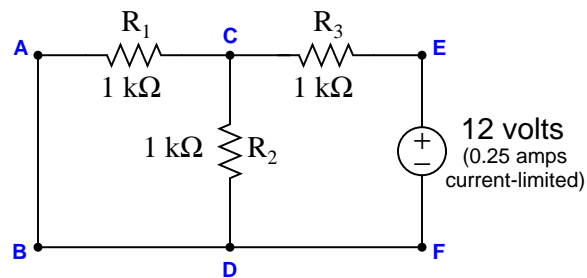 R₁
A
C
R₃
E
1 kΩ
1 kΩ
+
12 volts
(0.25 amps
current-limited)
1 kΩ
R₂
−
B
D
F